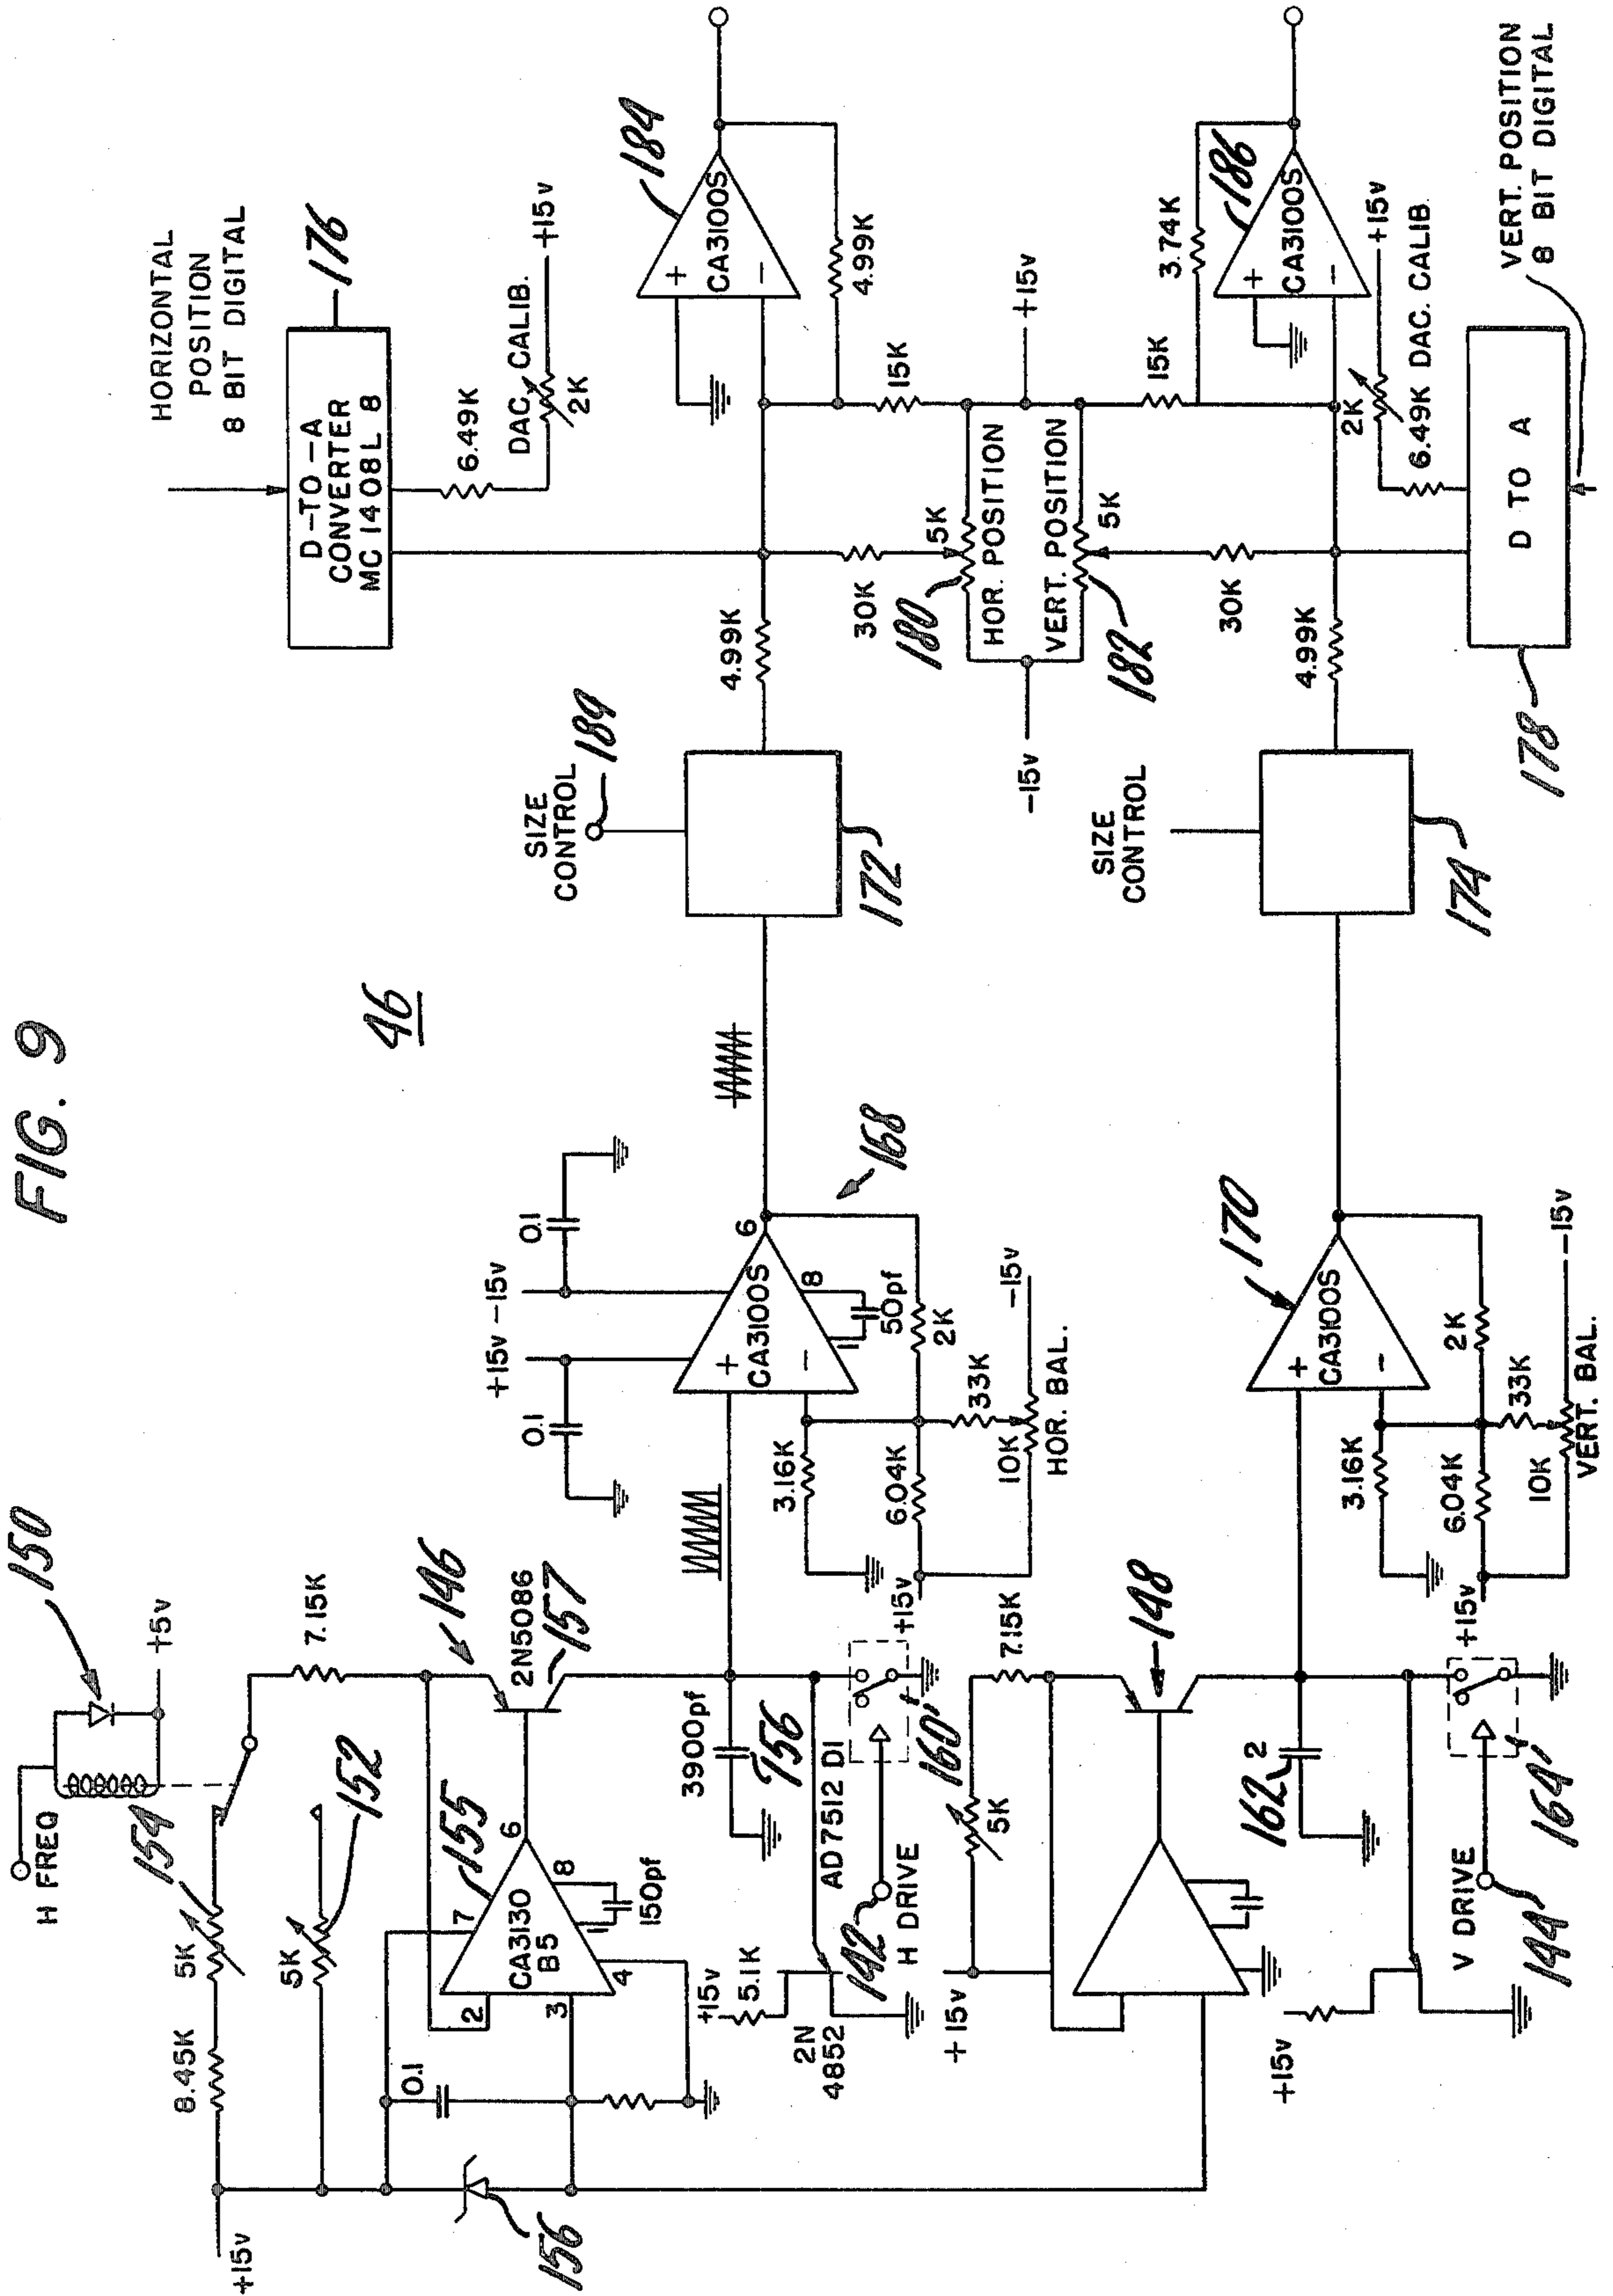 FIG. 9
46
HORIZONTAL
POSITION
8 BIT DIGITAL
D-TO-A
CONVERTER
MC 1408L 8
176
6.49K
DAC. CALIB.
2K
+15v
184
CA3100S
+
-
4.99K
15K
+15v
5K
HOR. POSITION
180
30K
4.99K
SIZE
CONTROL
189
172
-15v
VERT. POSITION
5K
182
30K
15K
3.74K
186
CA3100S
+
-
+15v
2K
6.49K DAC. CALIB.
D TO A
178
VERT. POSITION
8 BIT DIGITAL
4.99K
SIZE
CONTROL
174
150
H FREQ
+5v
154
5K
8.45K
+15v
5K
152
7.15K
146
2N5086
157
155
CA3130
B5
2
3
4
6
7
8
1
150pf
0.1
156
3900pf
156
AD7512 DI
160'
+15v
5.1K
2N
4852
142
H DRIVE
0.1
+15v
-15v
0.1
168
CA3100S
+
-
6
8
1
50pf
2K
3.16K
6.04K
33K
10K
HOR. BAL.
-15v
+15v
7.15K
5K
+15v
148
162
2
164'
V DRIVE
144
+15v
170
CA3100S
+
-
2K
3.16K
6.04K
33K
10K
VERT. BAL.
-15v
+15v